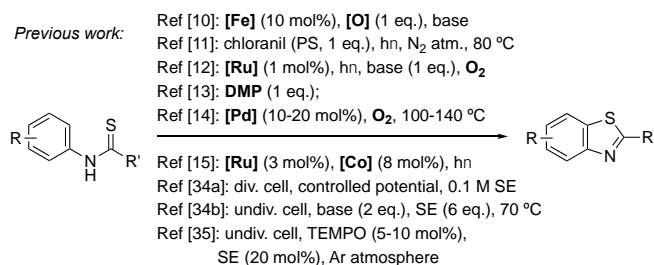 Previous work:
Ref [10]: [Fe] (10 mol%), [O] (1 eq.), base
Ref [11]: chloranil (PS, 1 eq.), hn, N2 atm., 80 ºC
Ref [12]: [Ru] (1 mol%), hn, base (1 eq.), O2
Ref [13]: DMP (1 eq.);
Ref [14]: [Pd] (10-20 mol%), O2, 100-140 ºC
R
S
N
H
R'
R
S
N
R
Ref [15]: [Ru] (3 mol%), [Co] (8 mol%), hn
Ref [34a]: div. cell, controlled potential, 0.1 M SE
Ref [34b]: undiv. cell, base (2 eq.), SE (6 eq.), 70 ºC
Ref [35]: undiv. cell, TEMPO (5-10 mol%),
SE (20 mol%), Ar atmosphere